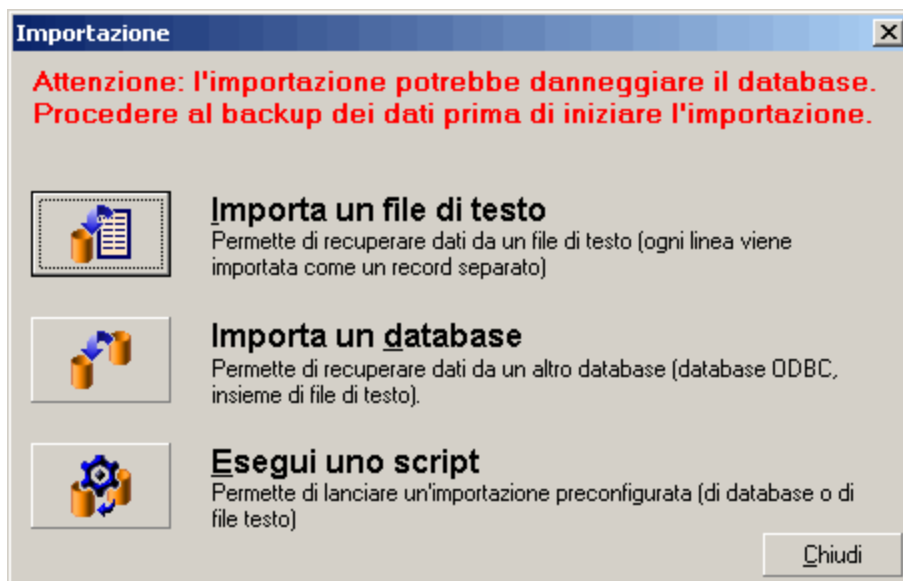 Importazione
Attenzione: l'importazione potrebbe danneggiare il database.
Procedere al backup dei dati prima di iniziare l'importazione.
Importa un file di testo
Permette di recuperare dati da un file di testo (ogni linea viene
importata come un record separato)
Importa un database
Permette di recuperare dati da un altro database (database ODBC,
insieme di file di testo).
Esegui uno script
Permette di lanciare un'importazione preconfigurata (di database o di
file testo)
Chiudi